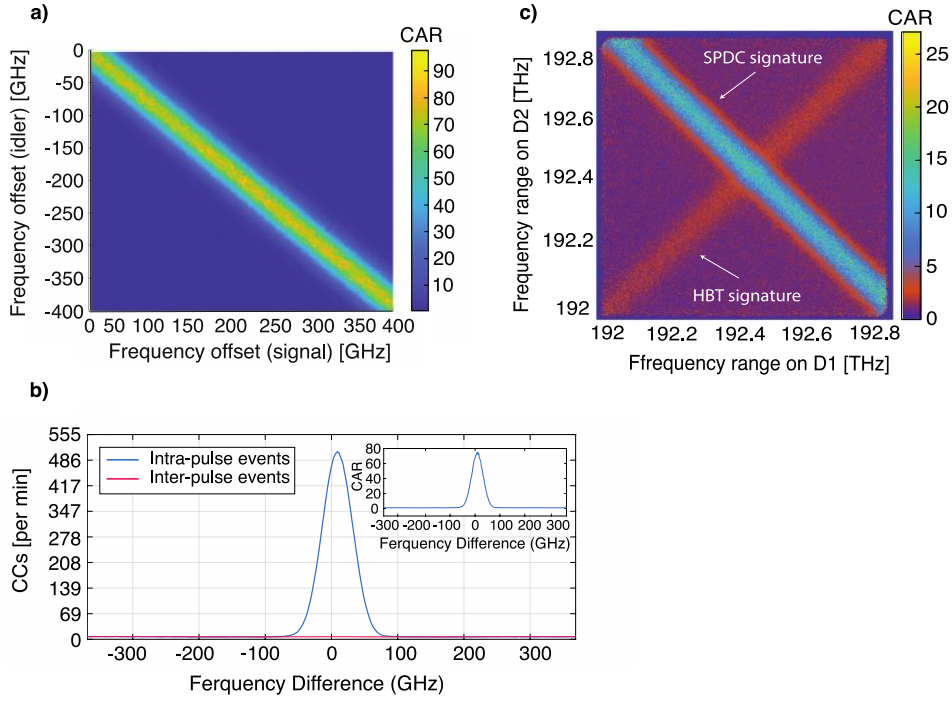 a)
CAR
Frequency offset (idler) [GHz]
0
-50
-100
-150
-200
-250
-300
-350
-400
0 50 100 150 200 250 300 350 400
Frequency offset (signal) [GHz]
90
80
70
60
50
40
30
20
10
c)
CAR
Frequency range on D2 [THz]
192.8
192.6
192.4
192.2
192
SPDC signature
HBT signature
192 192.2 192.4 192.6 192.8
Ffrequency range on D1 [THz]
25
20
15
10
5
0
b)
CCs [per min]
555
486
417
347
278
208
139
69
0
Intra-pulse events
Inter-pulse events
CAR
80
60
40
20
0
-300 -200 -100 0 100 200 300
Ferquency Difference (GHz)
-300 -200 -100 0 100 200 300
Ferquency Difference (GHz)